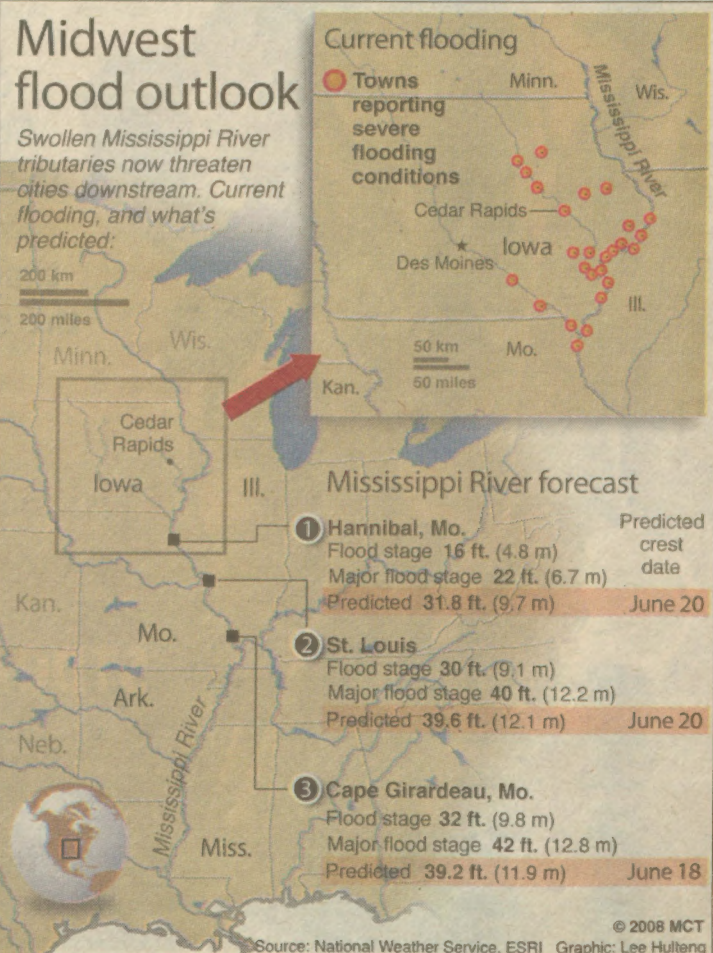 Midwest
flood outlook
Swollen Mississippi River
tributaries now threaten
cities downstream. Current
flooding, and what's
predicted:
200 km
200 miles
Minn.
Wis.
Cedar
Rapids
Iowa
Ill.
Kan.
Mo.
Ark.
Neb.
Mississippi River
Miss.
Current flooding
Towns
reporting
severe
flooding
conditions
Minn.
Wis.
Mississippi River
Cedar Rapids
Iowa
Des Moines
Ill.
Mo.
Kan.
50 km
50 miles
Mississippi River forecast
Predicted
crest
date
1 Hannibal, Mo.
Flood stage 16 ft. (4.8 m)
Major flood stage 22 ft. (6.7 m)
Predicted 31.8 ft. (9.7 m) June 20
2 St. Louis
Flood stage 30 ft. (9.1 m)
Major flood stage 40 ft. (12.2 m)
Predicted 39.6 ft. (12.1 m) June 20
3 Cape Girardeau, Mo.
Flood stage 32 ft. (9.8 m)
Major flood stage 42 ft. (12.8 m)
Predicted 39.2 ft. (11.9 m) June 18
© 2008 MCT
Source: National Weather Service, ESRI Graphic: Lee Hulteng